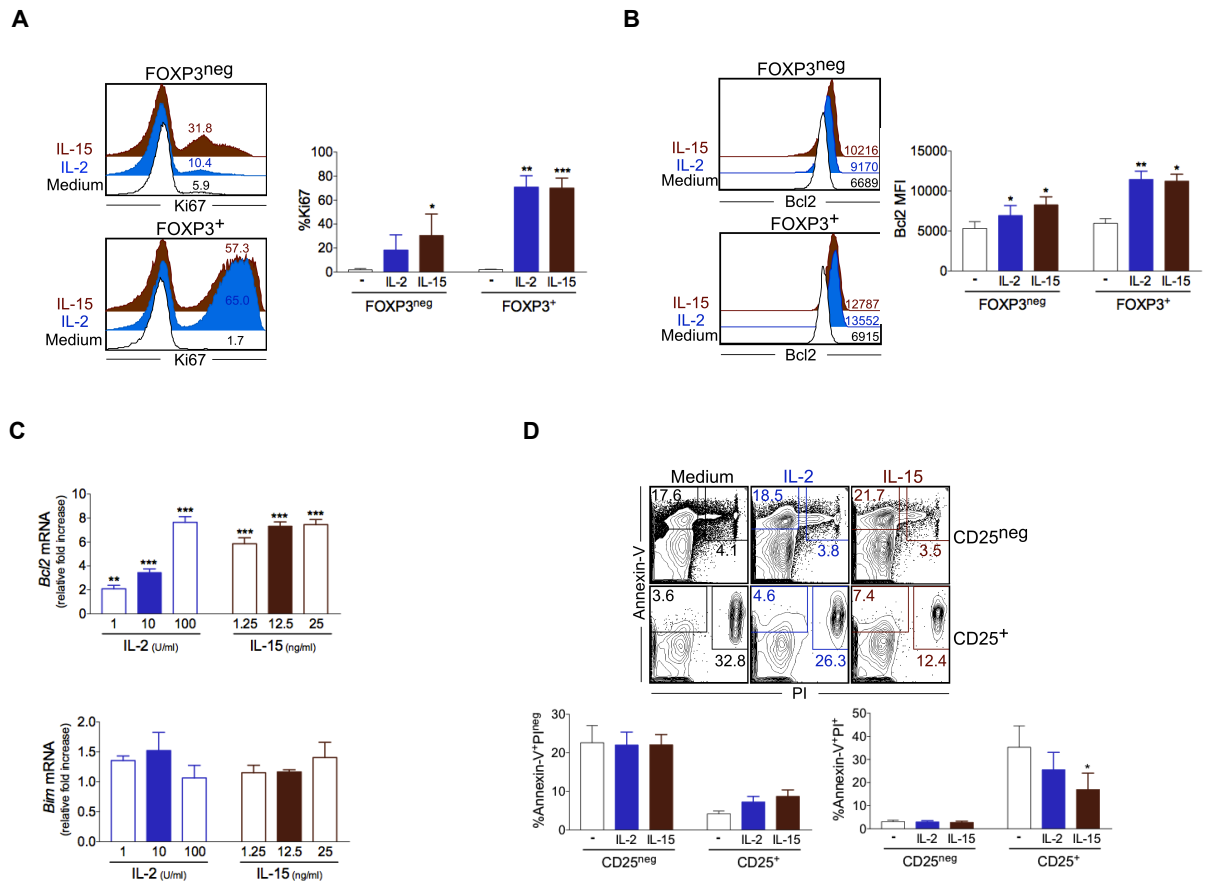 A
FOXP3neg
31.8
IL-15
10.4
IL-2
5.9
Medium
Ki67
FOXP3+
57.3
IL-15
65.0
IL-2
1.7
Medium
Ki67
%Ki67
100
80
60
40
20
0
* ** ***
- IL-2 IL-15 - IL-2 IL-15
FOXP3neg FOXP3+
B
FOXP3neg
IL-15 10216
IL-2 9170
Medium 6689
Bcl2
FOXP3+
IL-15 12787
IL-2 13552
Medium 6915
Bcl2
Bcl2 MFI
15000
10000
5000
0
* * ** *
- IL-2 IL-15 - IL-2 IL-15
FOXP3neg FOXP3+
C
Bcl2 mRNA
(relative fold increase)
10
8
6
4
2
0
** *** *** *** *** ***
1 10 100 1.25 12.5 25
IL-2 (U/ml) IL-15 (ng/ml)
Bim mRNA
(relative fold increase)
2.0
1.5
1.0
0.5
0.0
1 10 100 1.25 12.5 25
IL-2 (U/ml) IL-15 (ng/ml)
D
Medium IL-2 IL-15
17.6 18.5 21.7
4.1 3.8 3.5
CD25neg
3.6 4.6 7.4
32.8 26.3 12.4
CD25+
Annexin-V
PI
%Annexin-V+PIneg
30
20
10
0
- IL-2 IL-15 - IL-2 IL-15
CD25neg CD25+
%Annexin-V+PI+
50
40
30
20
10
0
*
- IL-2 IL-15 - IL-2 IL-15
CD25neg CD25+